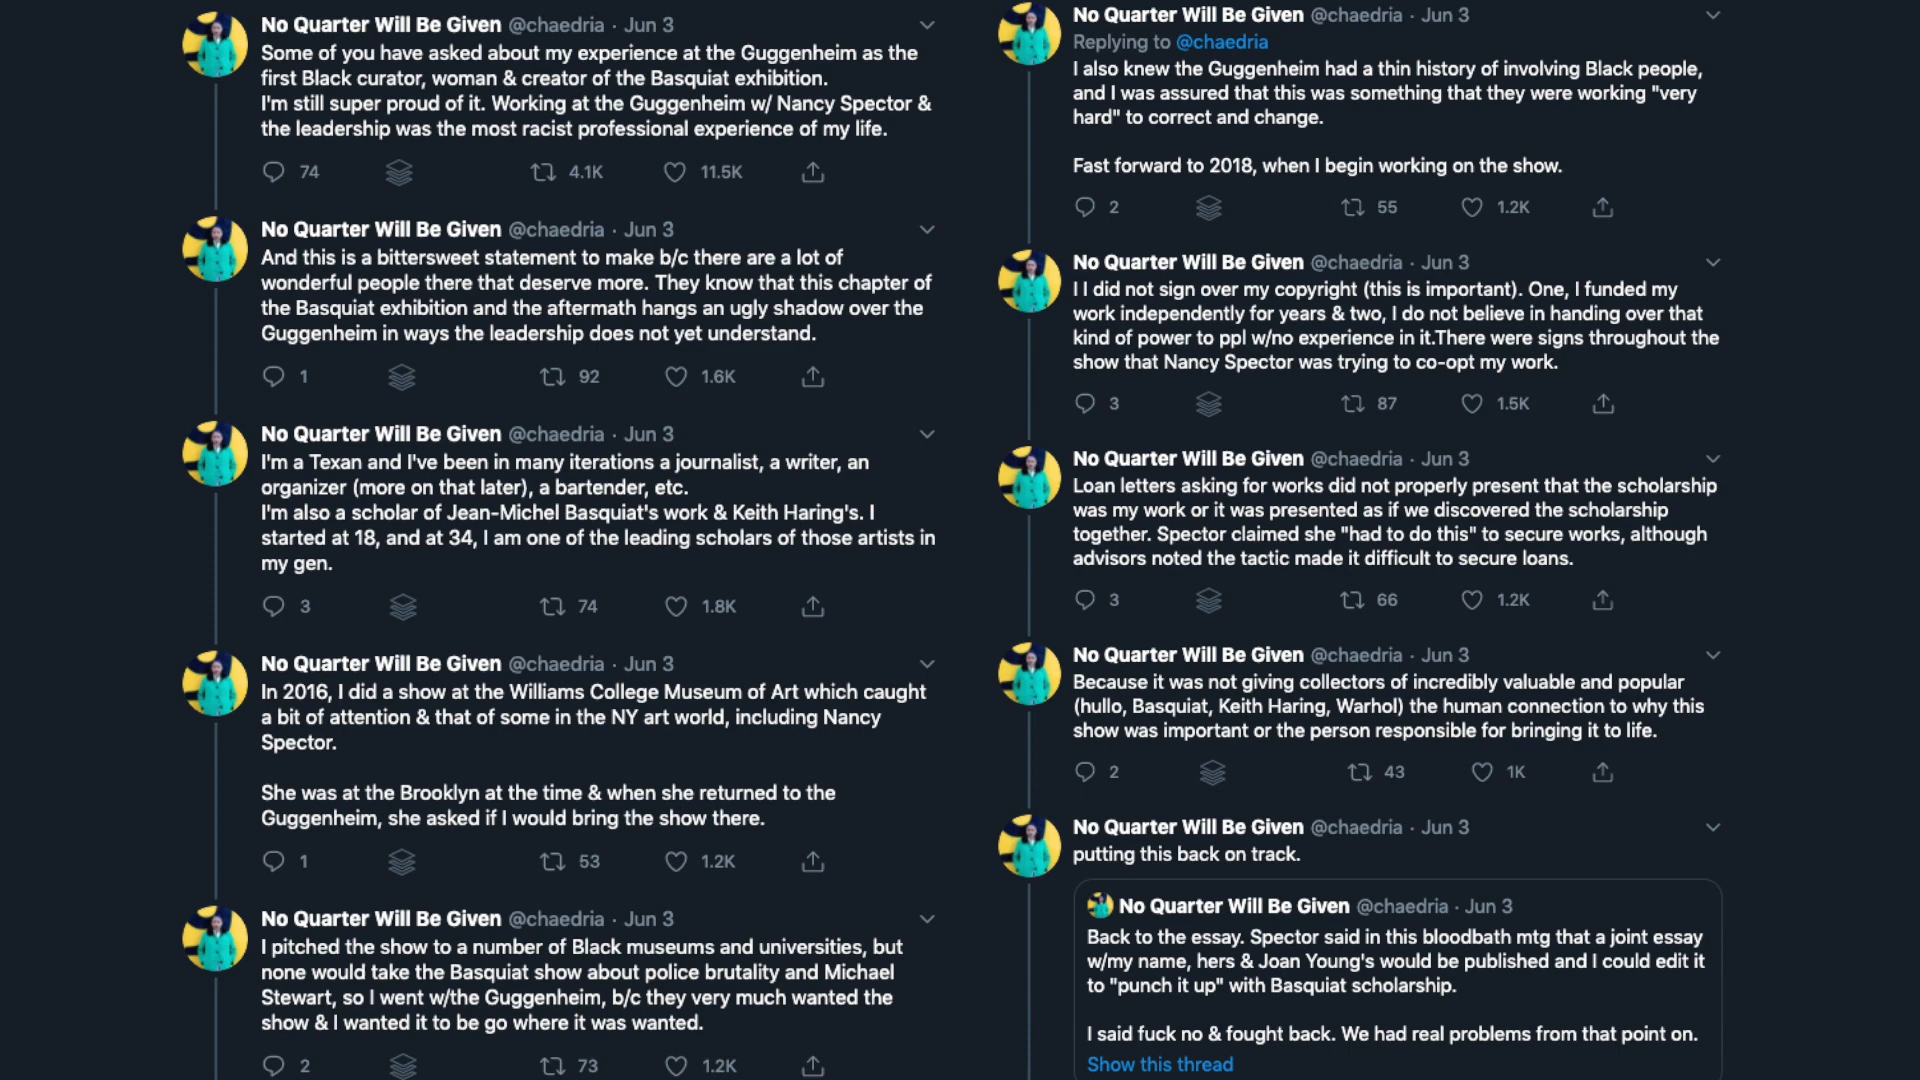 No Quarter Will Be Given @chaedria · Jun 3
Some of you have asked about my experience at the Guggenheim as the
first Black curator, woman & creator of the Basquiat exhibition.
I'm still super proud of it. Working at the Guggenheim w/ Nancy Spector &
the leadership was the most racist professional experience of my life.
74 4.1K 11.5K
No Quarter Will Be Given @chaedria · Jun 3
And this is a bittersweet statement to make b/c there are a lot of
wonderful people there that deserve more. They know that this chapter of
the Basquiat exhibition and the aftermath hangs an ugly shadow over the
Guggenheim in ways the leadership does not yet understand.
1 92 1.6K
No Quarter Will Be Given @chaedria · Jun 3
I'm a Texan and I've been in many iterations a journalist, a writer, an
organizer (more on that later), a bartender, etc.
I'm also a scholar of Jean-Michel Basquiat's work & Keith Haring's. I
started at 18, and at 34, I am one of the leading scholars of those artists in
my gen.
3 74 1.8K
No Quarter Will Be Given @chaedria · Jun 3
In 2016, I did a show at the Williams College Museum of Art which caught
a bit of attention & that of some in the NY art world, including Nancy
Spector.
She was at the Brooklyn at the time & when she returned to the
Guggenheim, she asked if I would bring the show there.
1 53 1.2K
No Quarter Will Be Given @chaedria · Jun 3
I pitched the show to a number of Black museums and universities, but
none would take the Basquiat show about police brutality and Michael
Stewart, so I went w/the Guggenheim, b/c they very much wanted the
show & I wanted it to be go where it was wanted.
2 73 1.2K
No Quarter Will Be Given @chaedria · Jun 3
Replying to @chaedria
I also knew the Guggenheim had a thin history of involving Black people,
and I was assured that this was something that they were working "very
hard" to correct and change.
Fast forward to 2018, when I begin working on the show.
2 55 1.2K
No Quarter Will Be Given @chaedria · Jun 3
I I did not sign over my copyright (this is important). One, I funded my
work independently for years & two, I do not believe in handing over that
kind of power to ppl w/no experience in it.There were signs throughout the
show that Nancy Spector was trying to co-opt my work.
3 87 1.5K
No Quarter Will Be Given @chaedria · Jun 3
Loan letters asking for works did not properly present that the scholarship
was my work or it was presented as if we discovered the scholarship
together. Spector claimed she "had to do this" to secure works, although
advisors noted the tactic made it difficult to secure loans.
3 66 1.2K
No Quarter Will Be Given @chaedria · Jun 3
Because it was not giving collectors of incredibly valuable and popular
(hullo, Basquiat, Keith Haring, Warhol) the human connection to why this
show was important or the person responsible for bringing it to life.
2 43 1K
No Quarter Will Be Given @chaedria · Jun 3
putting this back on track.
No Quarter Will Be Given @chaedria · Jun 3
Back to the essay. Spector said in this bloodbath mtg that a joint essay
w/my name, hers & Joan Young's would be published and I could edit it
to "punch it up" with Basquiat scholarship.
I said fuck no & fought back. We had real problems from that point on.
Show this thread